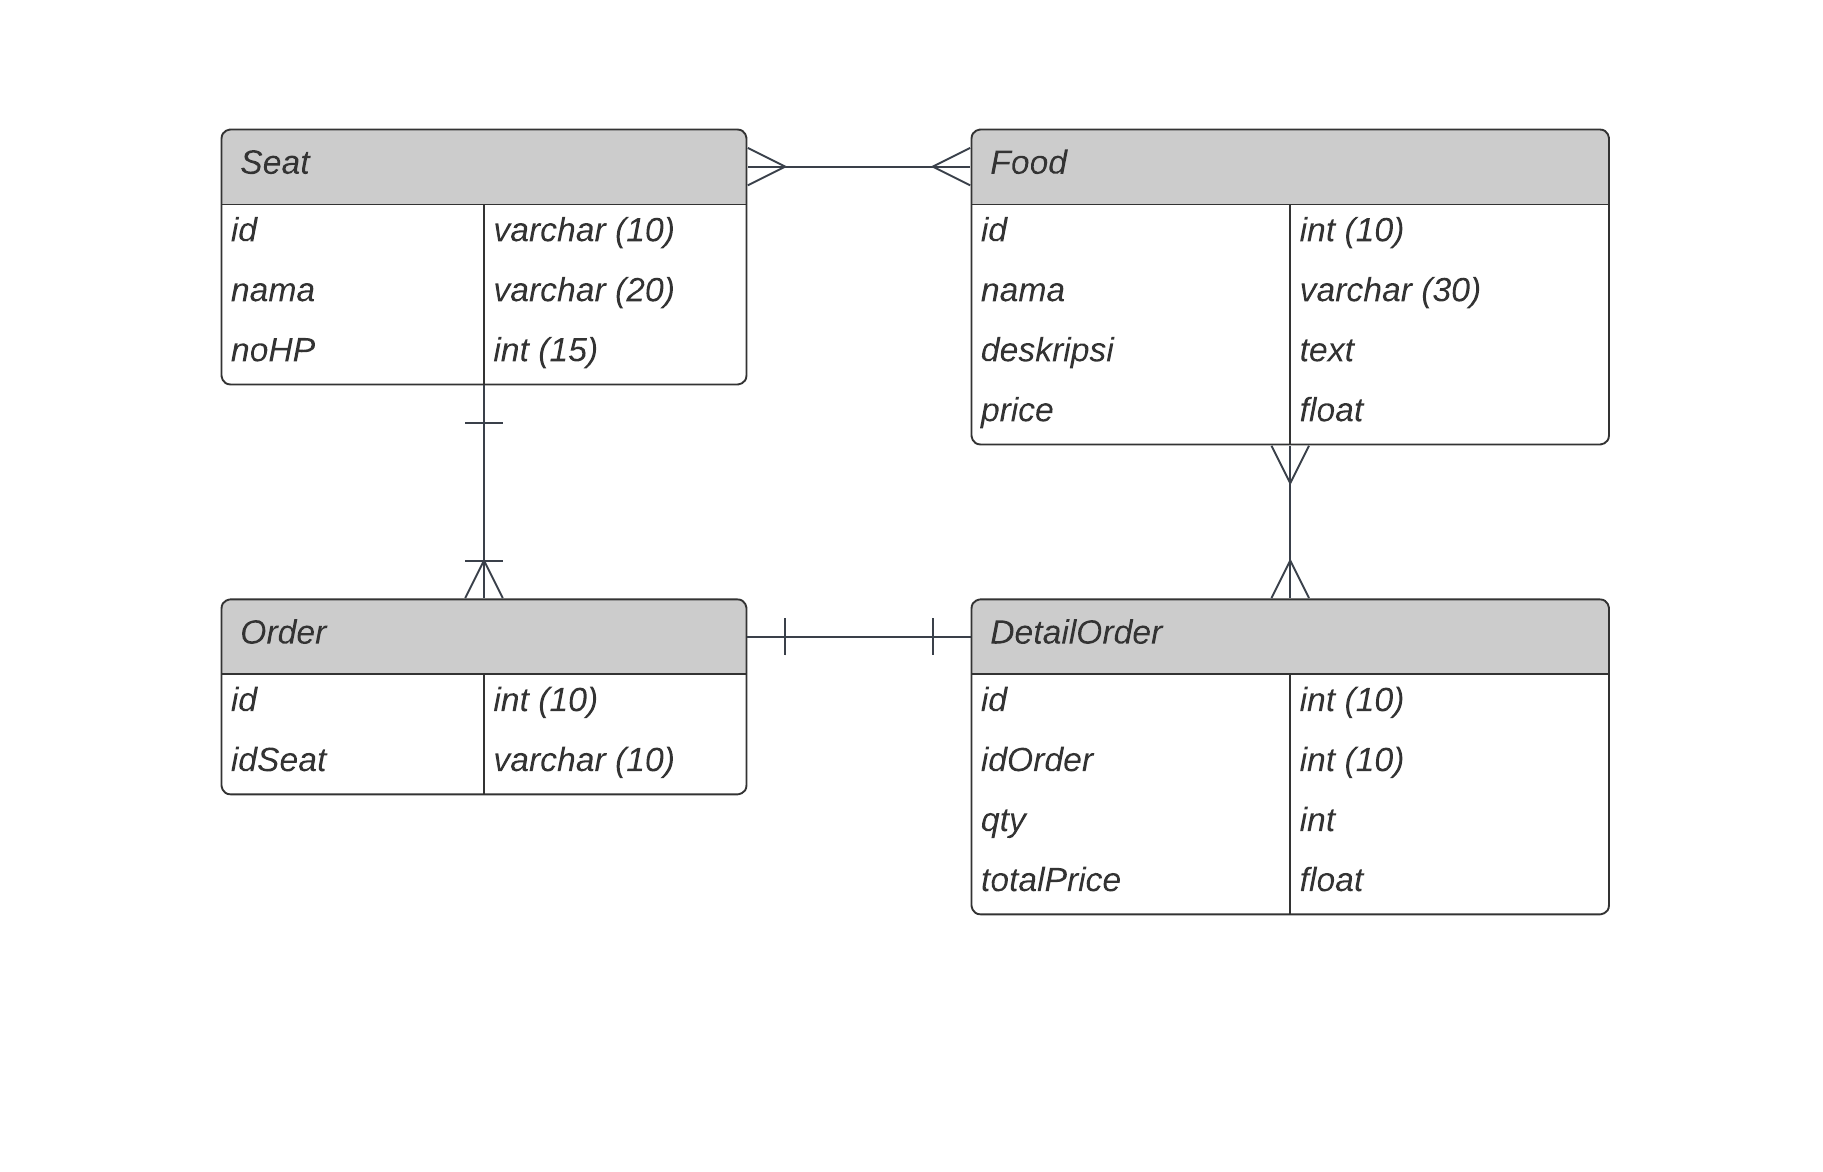 Seat
id varchar (10)
nama varchar (20)
noHP int (15)
Food
id int (10)
nama varchar (30)
deskripsi text
price float
Order
id int (10)
idSeat varchar (10)
DetailOrder
id int (10)
idOrder int (10)
qty int
totalPrice float